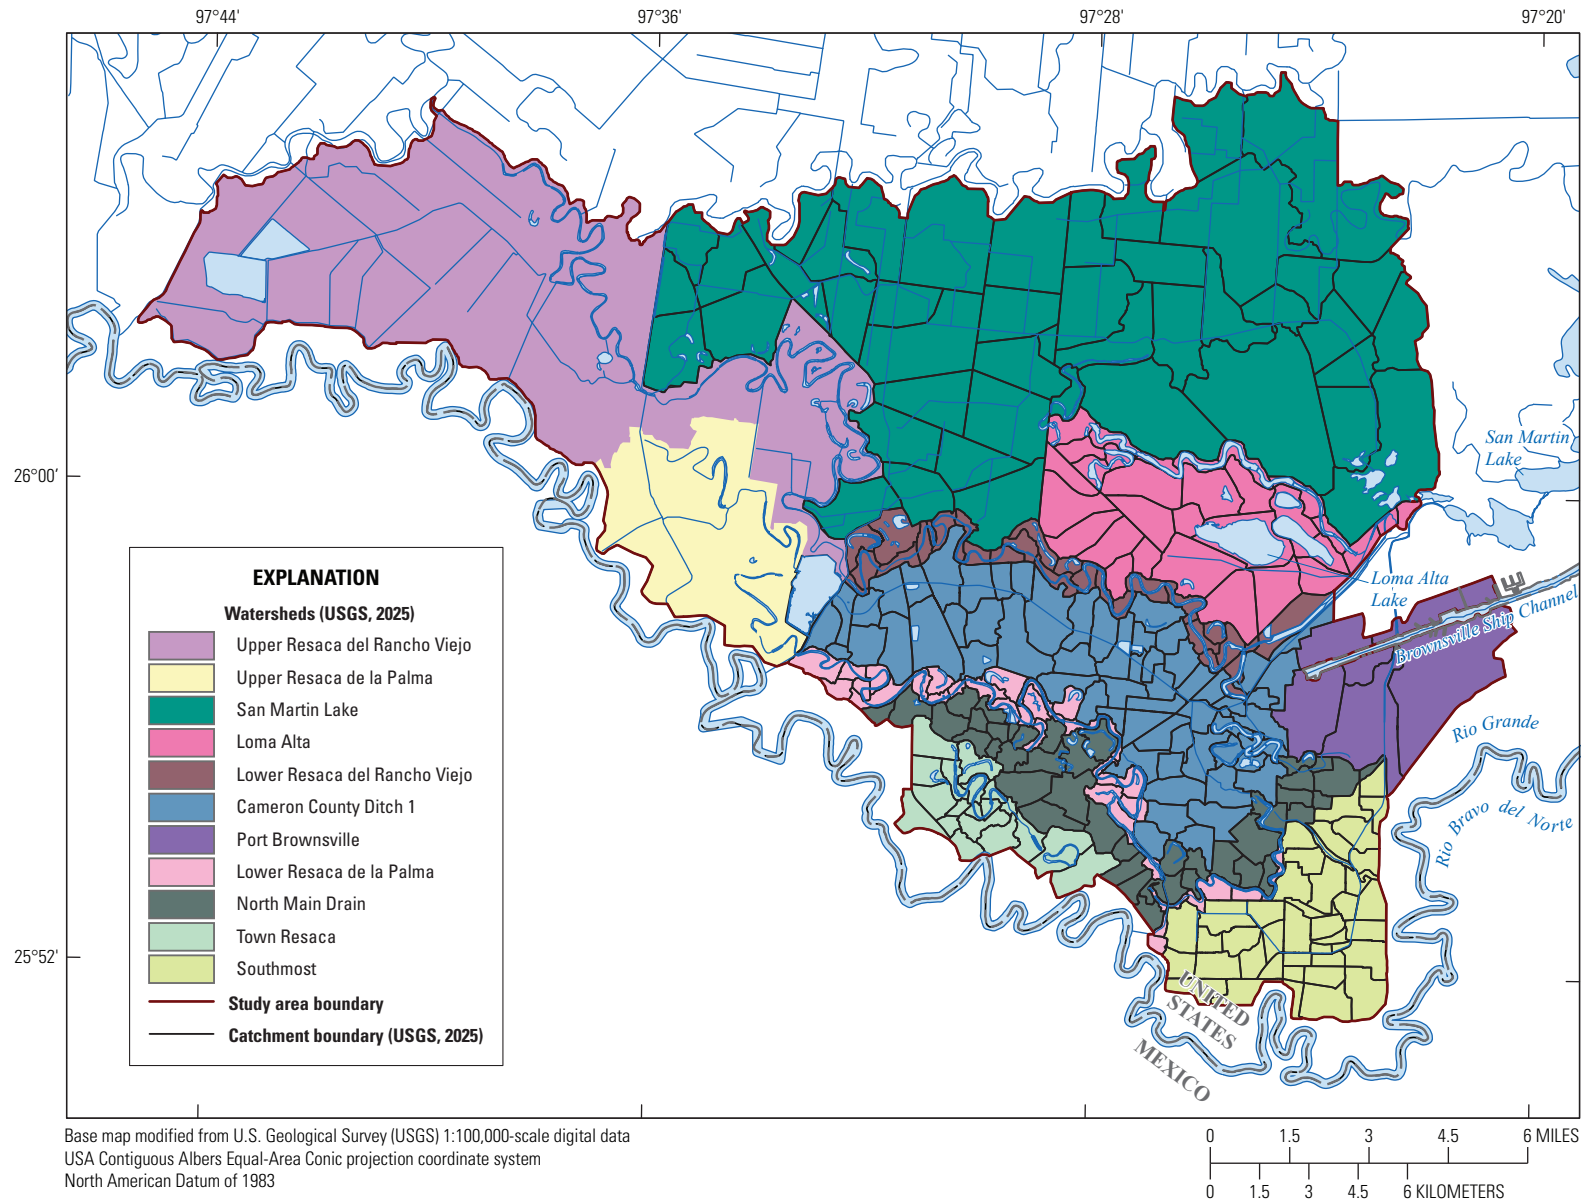 97°44'
97°36'
97°28'
97°20'
26°00'
25°52'
San Martin
Lake
Loma Alta
Lake
Brownsville Ship Channel
Rio Grande
Rio Bravo del Norte
UNITED
STATES
MEXICO
EXPLANATION
Watersheds (USGS, 2025)
Upper Resaca del Rancho Viejo
Upper Resaca de la Palma
San Martin Lake
Loma Alta
Lower Resaca del Rancho Viejo
Cameron County Ditch 1
Port Brownsville
Lower Resaca de la Palma
North Main Drain
Town Resaca
Southmost
Study area boundary
Catchment boundary (USGS, 2025)
Base map modified from U.S. Geological Survey (USGS) 1:100,000-scale digital data
USA Contiguous Albers Equal-Area Conic projection coordinate system
North American Datum of 1983
0 1.5 3 4.5 6 MILES
0 1.5 3 4.5 6 KILOMETERS